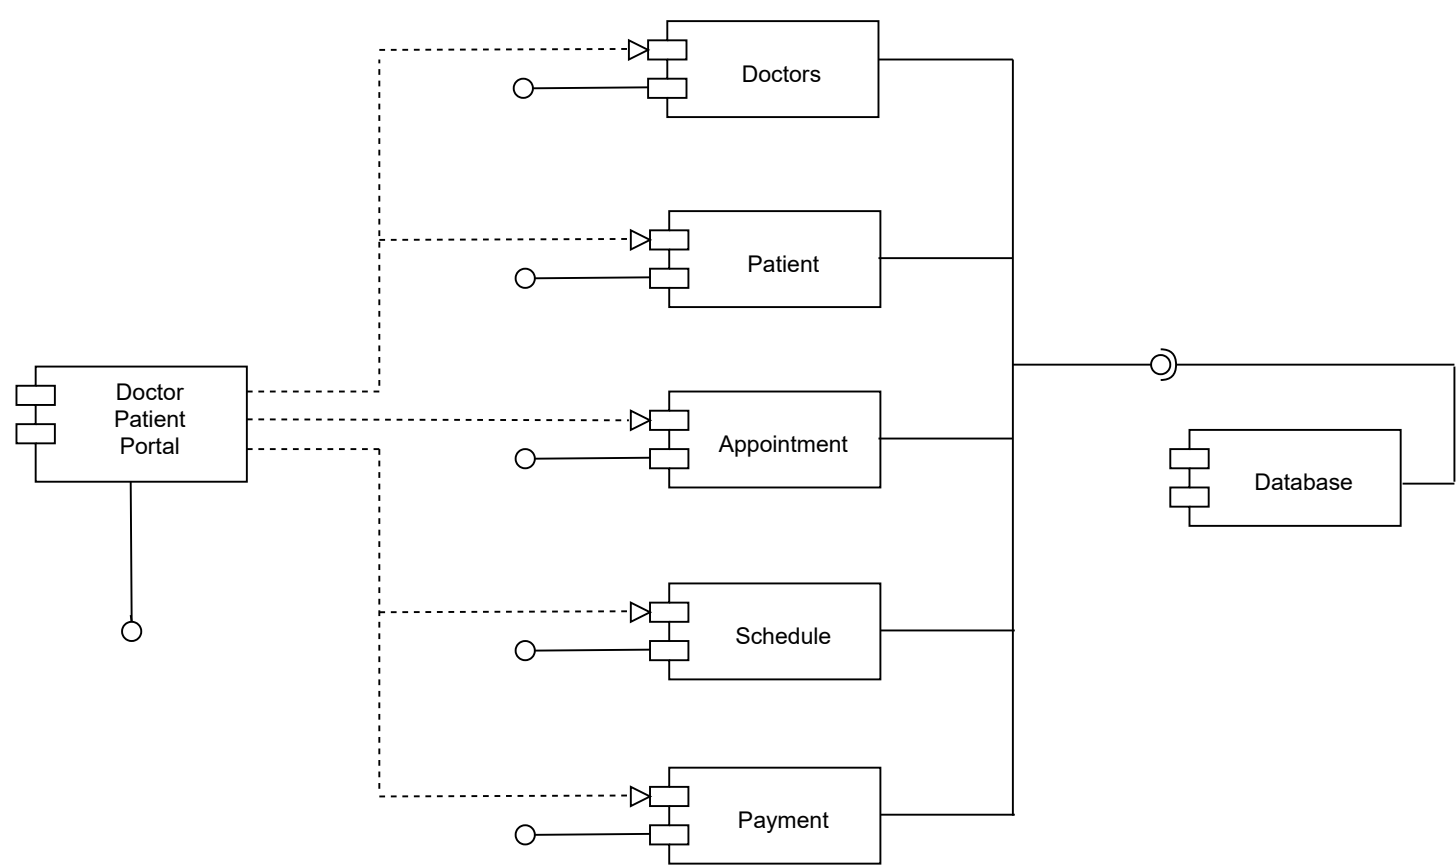 Doctors
Patient
Doctor
Patient
Portal
Appointment
Database
Schedule
Payment